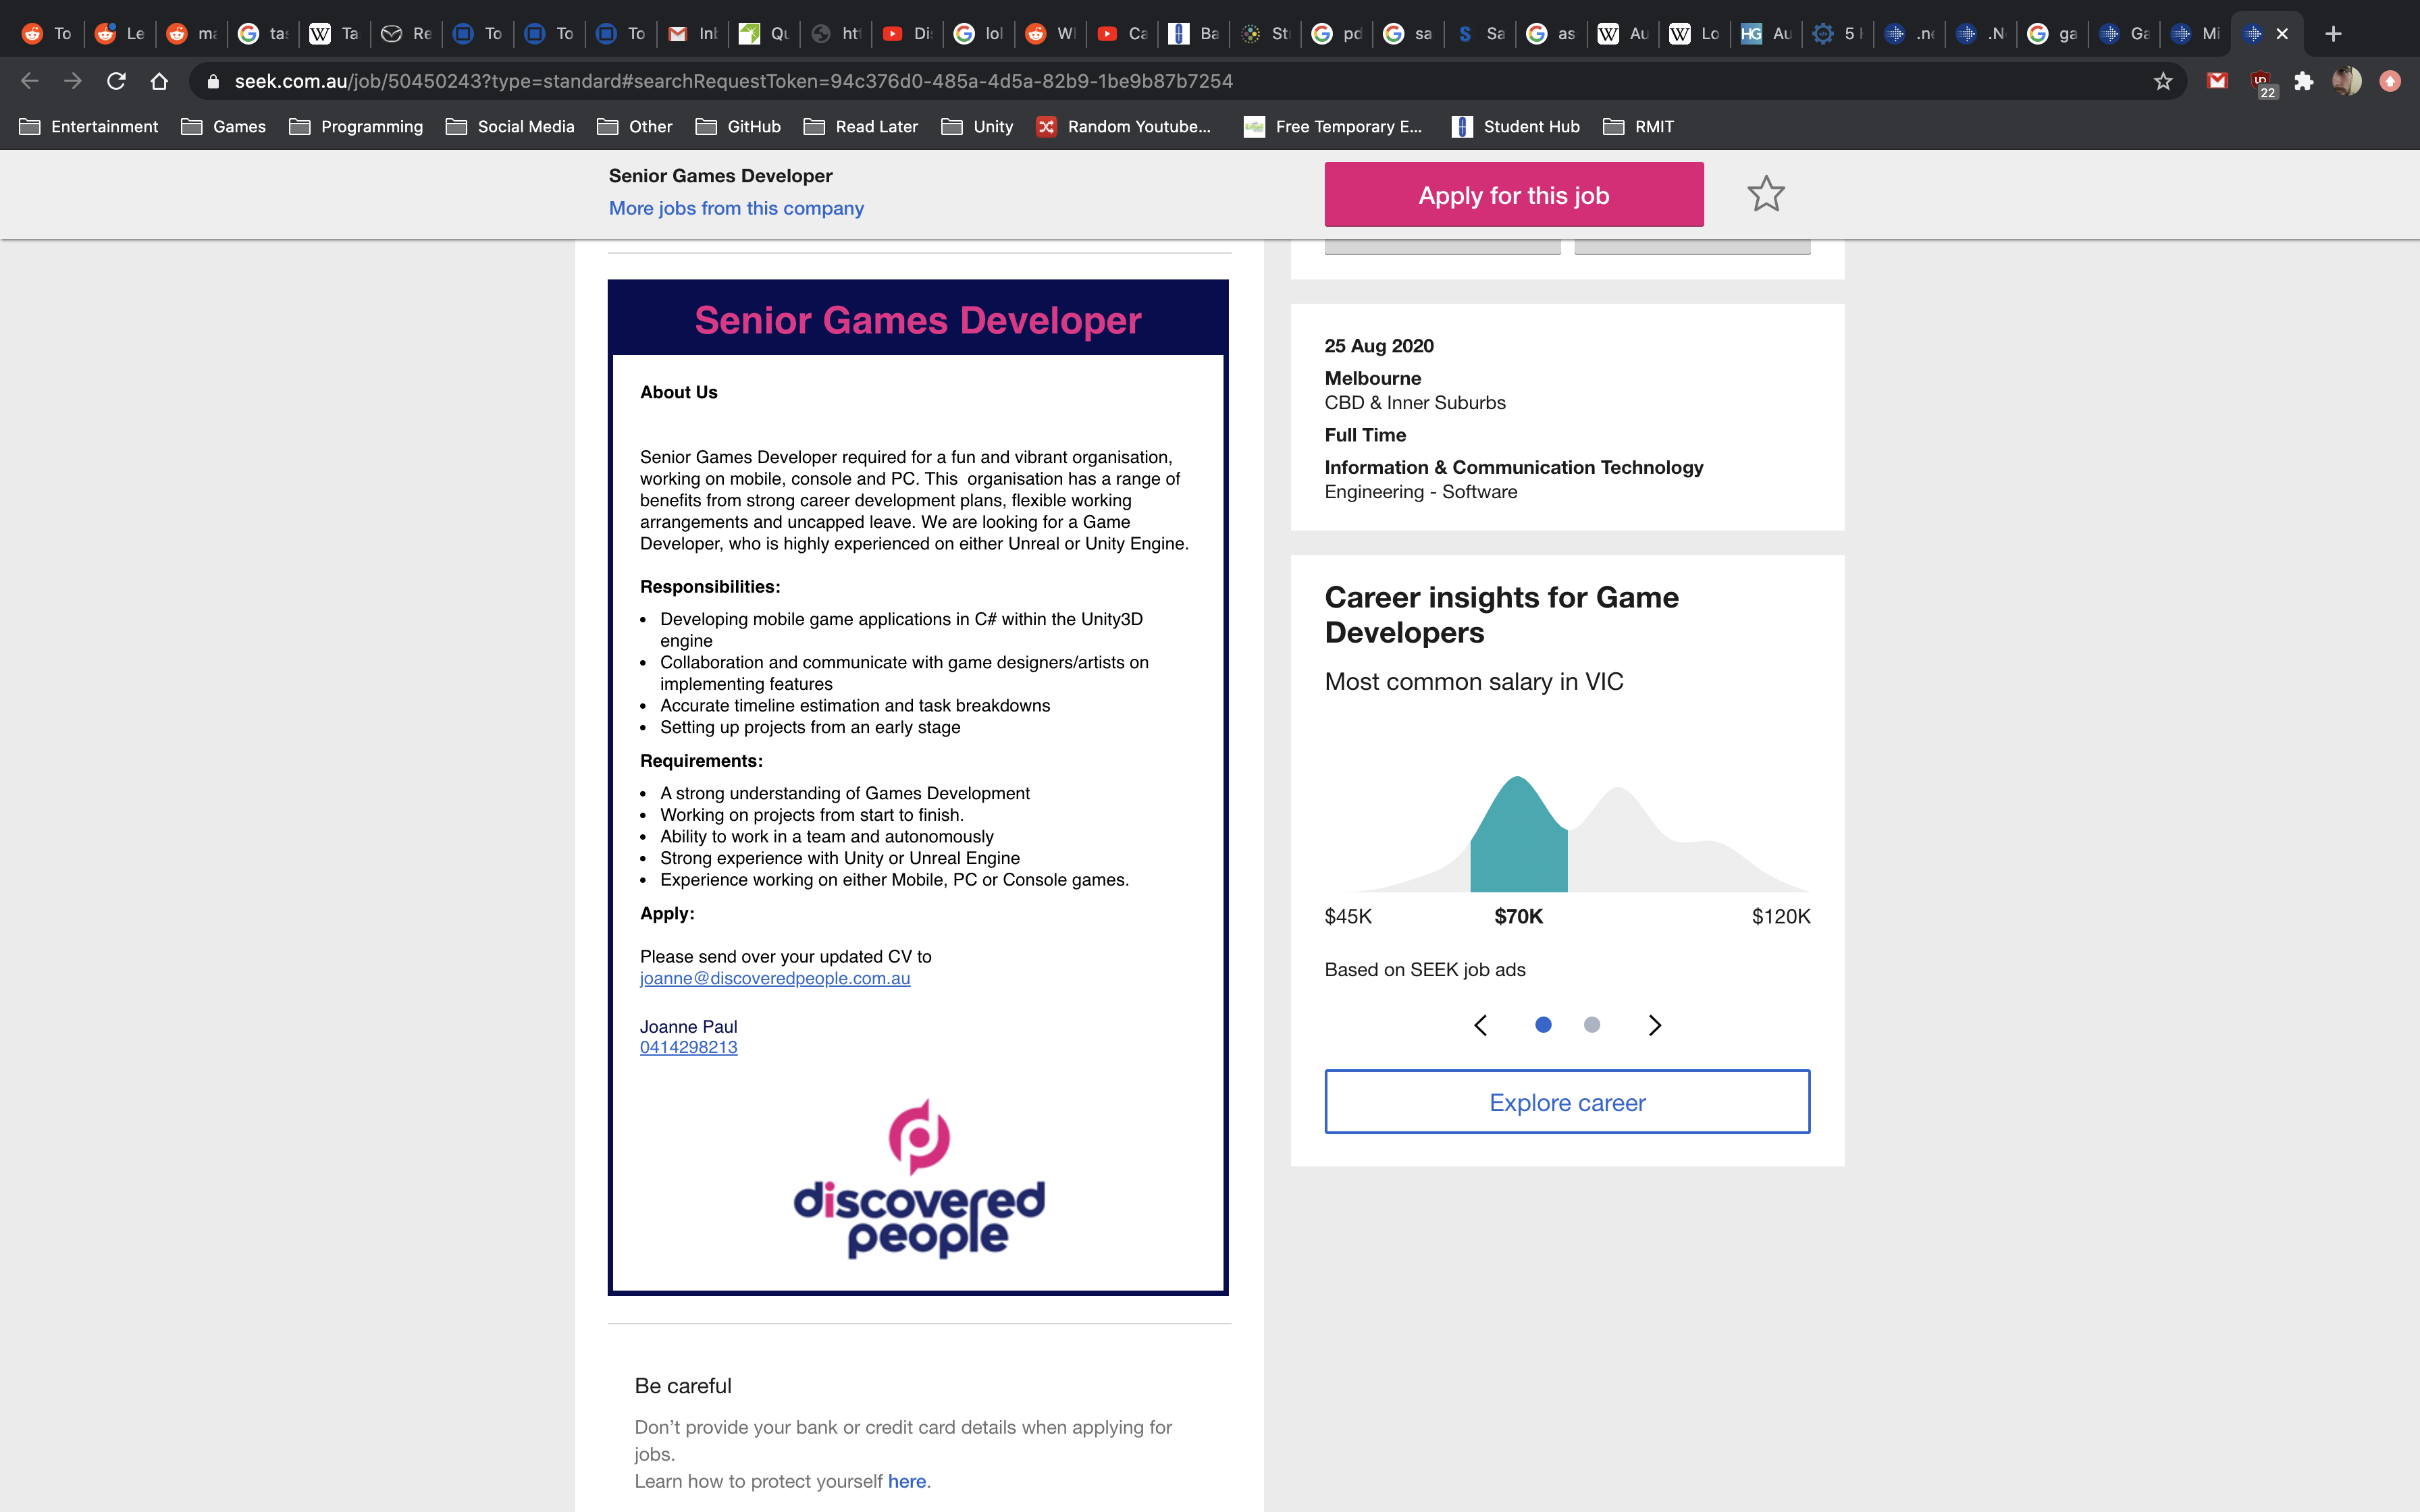 To Le ma tas Ta Re To To To Inb Qu htt Di lol W Ca Ba St pd sa Sa as Au Lo Au 5 .ne .N ga Ga Mi
seek.com.au/job/50450243?type=standard#searchRequestToken=94c376d0-485a-4d5a-82b9-1be9b87b7254
22
Entertainment Games Programming Social Media Other GitHub Read Later Unity Random Youtube... Free Temporary E... Student Hub RMIT
Senior Games Developer
More jobs from this company
Apply for this job
Senior Games Developer
About Us
Senior Games Developer required for a fun and vibrant organisation,
working on mobile, console and PC. This organisation has a range of
benefits from strong career development plans, flexible working
arrangements and uncapped leave. We are looking for a Game
Developer, who is highly experienced on either Unreal or Unity Engine.
Responsibilities:
• Developing mobile game applications in C# within the Unity3D
engine
• Collaboration and communicate with game designers/artists on
implementing features
• Accurate timeline estimation and task breakdowns
• Setting up projects from an early stage
Requirements:
• A strong understanding of Games Development
• Working on projects from start to finish.
• Ability to work in a team and autonomously
• Strong experience with Unity or Unreal Engine
• Experience working on either Mobile, PC or Console games.
Apply:
Please send over your updated CV to
joanne@discoveredpeople.com.au
Joanne Paul
0414298213
discovered
people
Be careful
Don't provide your bank or credit card details when applying for
jobs.
Learn how to protect yourself here.
25 Aug 2020
Melbourne
CBD & Inner Suburbs
Full Time
Information & Communication Technology
Engineering - Software
Career insights for Game
Developers
Most common salary in VIC
$45K $70K $120K
Based on SEEK job ads
Explore career